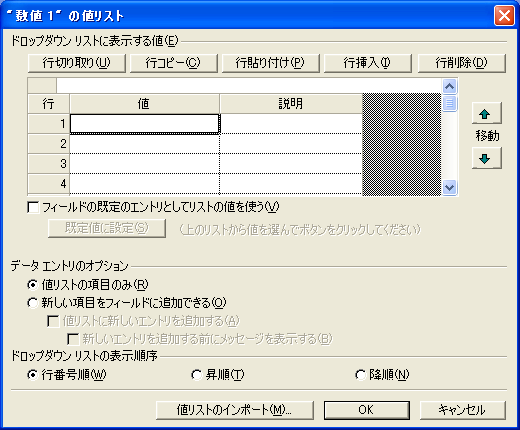 "数値 1" の値リスト
ドロップダウン リストに表示する値(E)
行切り取り(U) 行コピー(C) 行貼り付け(P) 行挿入(I) 行削除(D)
行 値 説明
1
2
3
4
移動
フィールドの既定のエントリとしてリストの値を使う(V)
既定値に設定(S) (上のリストから値を選んでボタンをクリックしてください)
データ エントリのオプション
値リストの項目のみ(R)
新しい項目をフィールドに追加できる(O)
値リストに新しいエントリを追加する(A)
新しいエントリを追加する前にメッセージを表示する(B)
ドロップダウン リストの表示順序
行番号順(W) 昇順(T) 降順(N)
値リストのインポート(M)... OK キャンセル